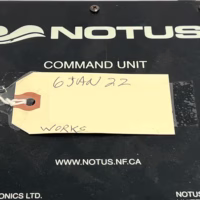 NOTUS
COMMAND UNIT
6 JAN 22
WORKS
WWW.NOTUS.NF.CA
ONICS LTD.
NOTUS